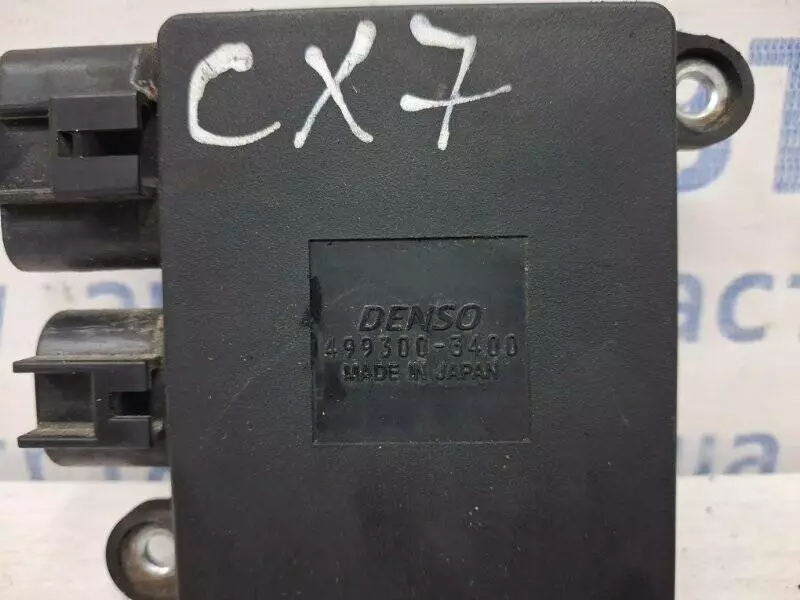 CX7
DENSO
499300-3400
MADE IN JAPAN